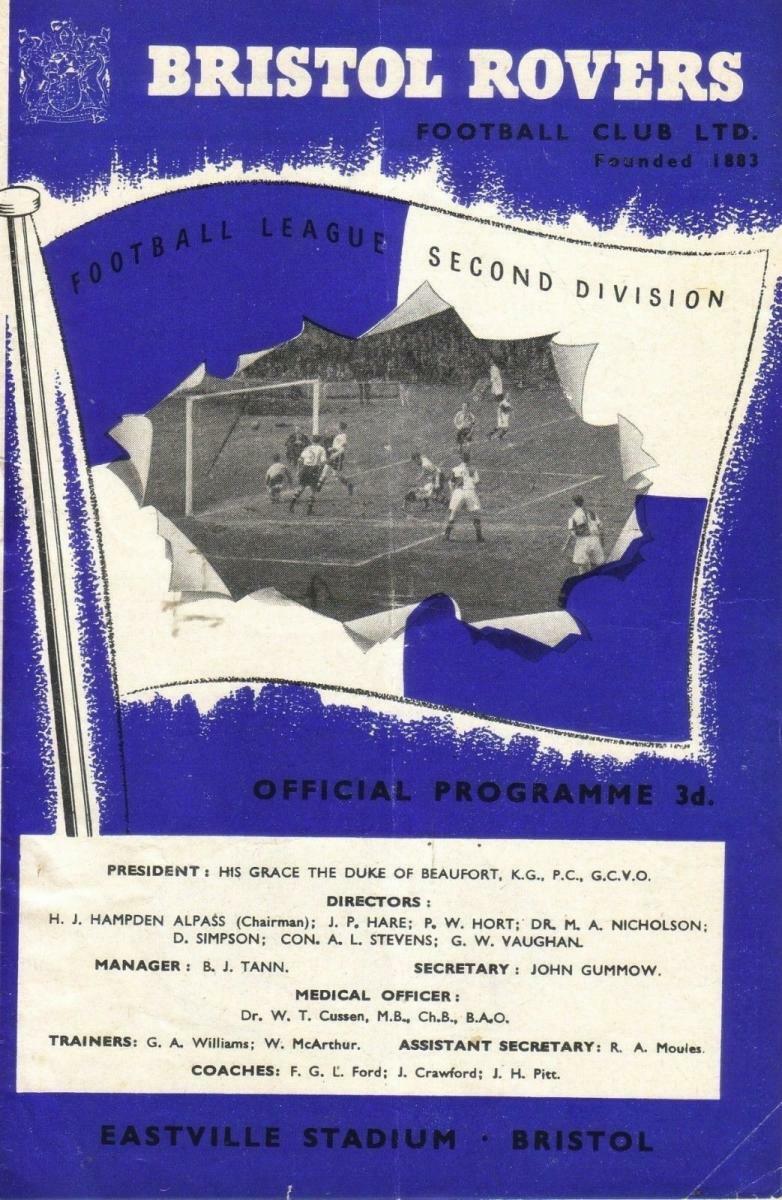 BRISTOL ROVERS
FOOTBALL CLUB LTD.
Founded 1883
FOOTBALL LEAGUE SECOND DIVISION
OFFICIAL PROGRAMME 3d.
PRESIDENT: HIS GRACE THE DUKE OF BEAUFORT, K.G., P.C., G.C.V.O.
DIRECTORS:
H. J. HAMPDEN ALPASS (Chairman); J. P. HARE; P. W. HORT; DR. M. A. NICHOLSON;
D. SIMPSON; CON. A. L. STEVENS; G. W. VAUGHAN.
MANAGER: B. J. TANN. SECRETARY: JOHN GUMMOW.
MEDICAL OFFICER:
Dr. W. T. Cussen, M.B., Ch.B., B.A.O.
TRAINERS: G. A. Williams; W. McArthur. ASSISTANT SECRETARY: R. A. Moules.
COACHES: F. G. L. Ford; J. Crawford; J. H. Pitt.
EASTVILLE STADIUM · BRISTOL